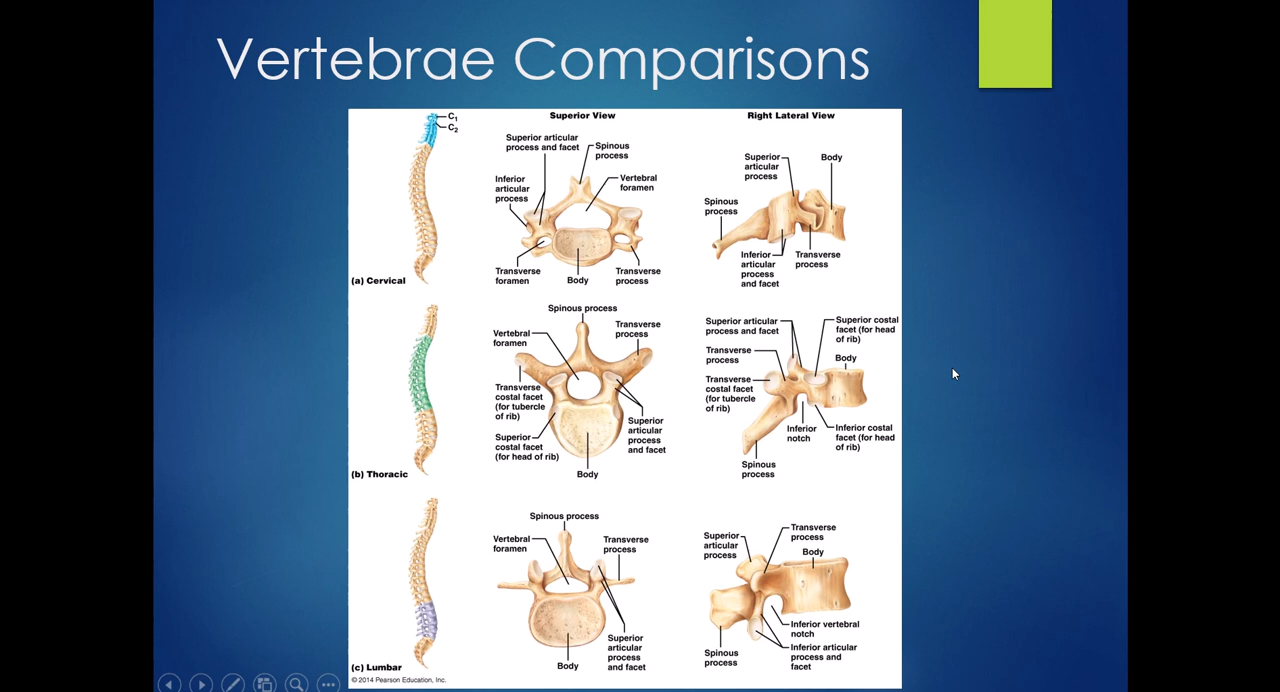 Vertebrae Comparisons
Superior View
Right Lateral View
C1
C2
Superior articular
process and facet
Spinous
process
Inferior
articular
process
Vertebral
foramen
Transverse
foramen
Body
Transverse
process
Superior
articular
process
Body
Spinous
process
Inferior
articular
process
and facet
Transverse
process
(a) Cervical
Spinous process
Vertebral
foramen
Transverse
process
Transverse
costal facet
(for tubercle
of rib)
Superior
costal facet
(for head of rib)
Superior
articular
process
and facet
Body
Superior articular
process and facet
Superior costal
facet (for head
of rib)
Transverse
process
Body
Transverse
costal facet
(for tubercle
of rib)
Inferior
notch
Inferior costal
facet (for head
of rib)
Spinous
process
(b) Thoracic
Spinous process
Vertebral
foramen
Transverse
process
Superior
articular
process
and facet
Body
Superior
articular
process
Transverse
process
Body
Inferior vertebral
notch
Inferior articular
process and
facet
Spinous
process
(c) Lumbar
© 2014 Pearson Education, Inc.